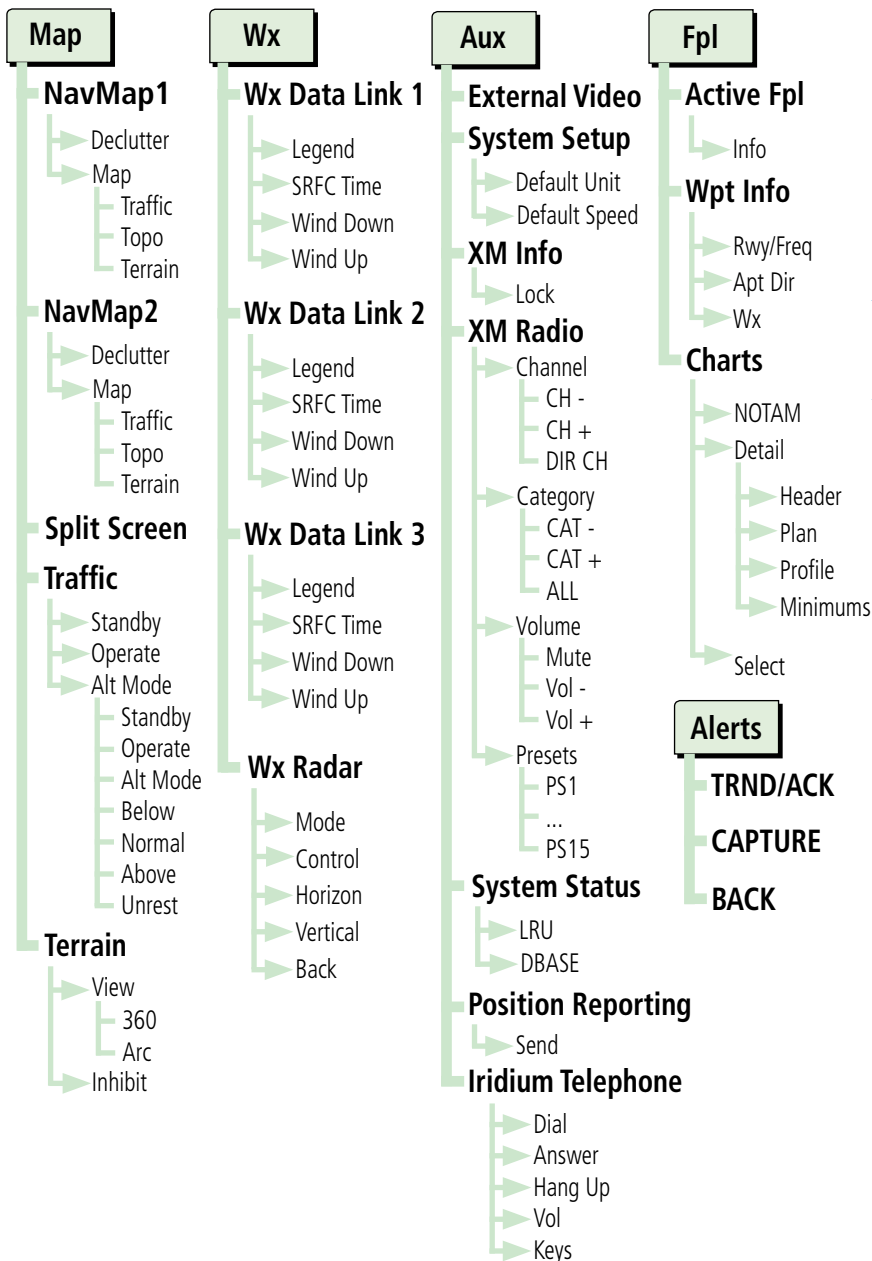 Map
NavMap1
Declutter
Map
Traffic
Topo
Terrain
NavMap2
Declutter
Map
Traffic
Topo
Terrain
Split Screen
Traffic
Standby
Operate
Alt Mode
Standby
Operate
Alt Mode
Below
Normal
Above
Unrest
Terrain
View
360
Arc
Inhibit
Wx
Wx Data Link 1
Legend
SRFC Time
Wind Down
Wind Up
Wx Data Link 2
Legend
SRFC Time
Wind Down
Wind Up
Wx Data Link 3
Legend
SRFC Time
Wind Down
Wind Up
Wx Radar
Mode
Control
Horizon
Vertical
Back
Aux
External Video
System Setup
Default Unit
Default Speed
XM Info
Lock
XM Radio
Channel
CH -
CH +
DIR CH
Category
CAT -
CAT +
ALL
Volume
Mute
Vol -
Vol +
Presets
PS1
...
PS15
System Status
LRU
DBASE
Position Reporting
Send
Iridium Telephone
Dial
Answer
Hang Up
Vol
Keys
Fpl
Active Fpl
Info
Wpt Info
Rwy/Freq
Apt Dir
Wx
Charts
NOTAM
Detail
Header
Plan
Profile
Minimums
Select
Alerts
TRND/ACK
CAPTURE
BACK